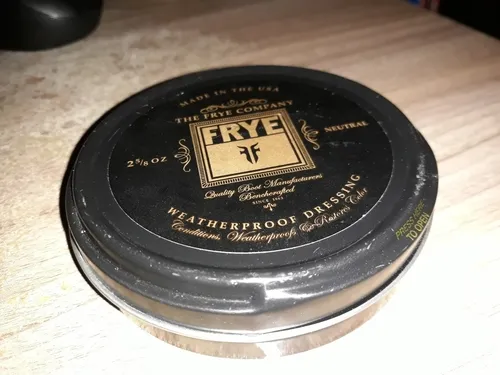 MADE IN THE USA
THE FRYE COMPANY
FRYE
2 5/8 OZ
NEUTRAL
Quality Boot Manufacturers
Benchcrafted
SINCE 1863
WEATHERPROOF DRESSING
Conditions, Weatherproofs & Restores Color
PRESS HERE
TO OPEN